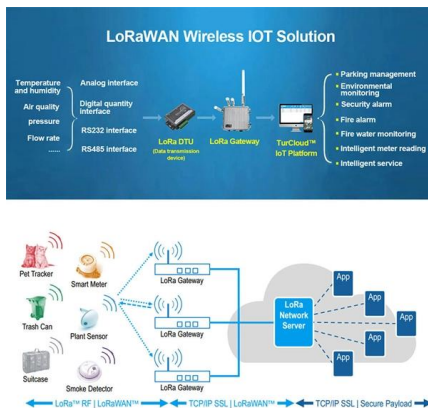 LoRaWAN Wireless IOT Solution
Temperature
and humidity
Air quality
pressure
Flow rate
......
Analog interface
Digital quantity
interface
RS232 interface
RS485 interface
LoRa DTU
(Data transmission
device)
LoRa Gateway
TurCloud™
IoT Platform
Parking management
Environmental
monitoring
Security alarm
Fire alarm
Fire water monitoring
Intelligent meter reading
Intelligent service
Pet Tracker
Smart Meter
Trash Can
Plant Sensor
Suitcase
Smoke Detector
LoRa Gateway
LoRa Gateway
LoRa Gateway
LoRa
Network
Server
App
App
App
App
App
LoRa™ RF | LoRaWAN™
TCP/IP SSL | LoRaWAN™
TCP/IP SSL | Secure Payload